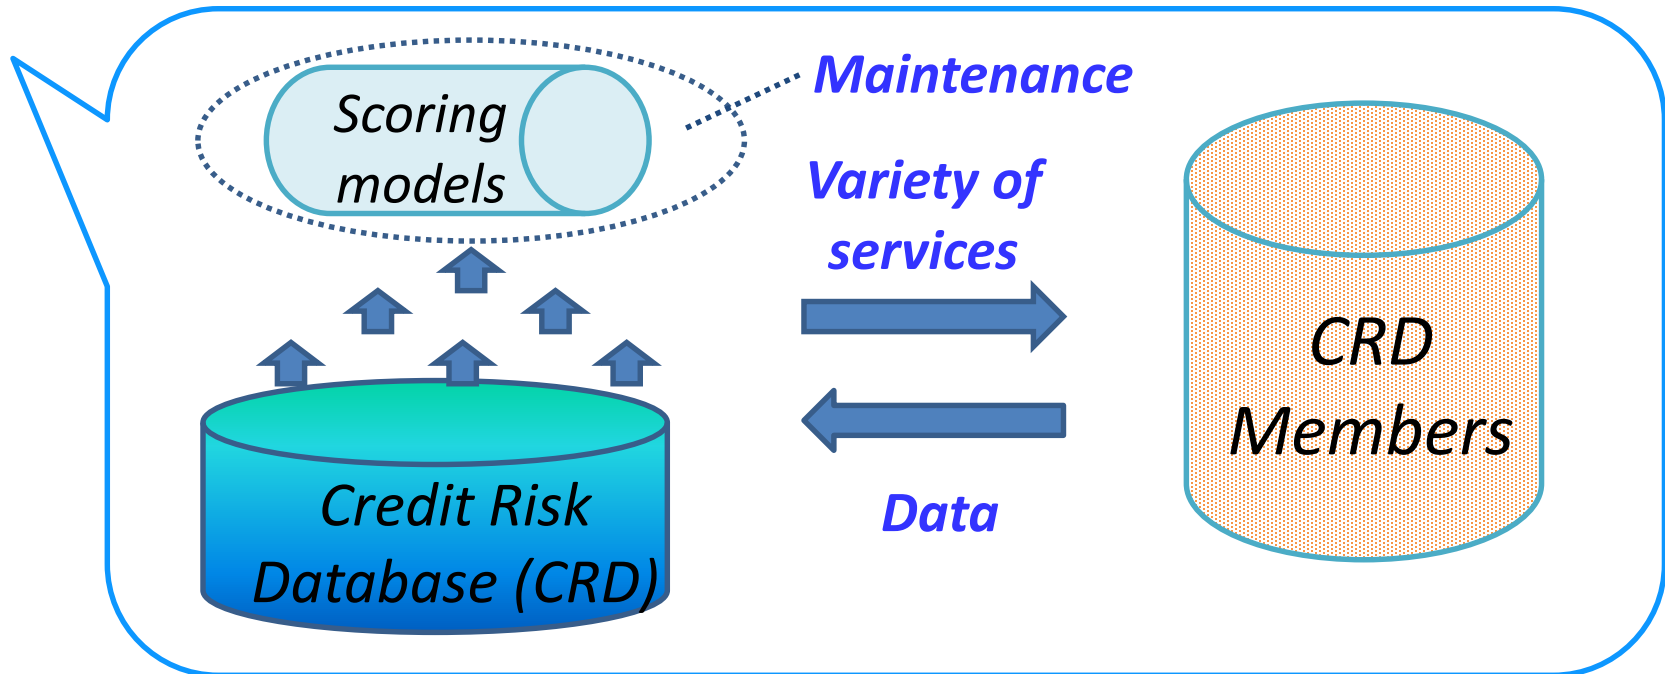 Scoring
models
Maintenance
Variety of
services
Credit Risk
Database (CRD)
Data
CRD
Members